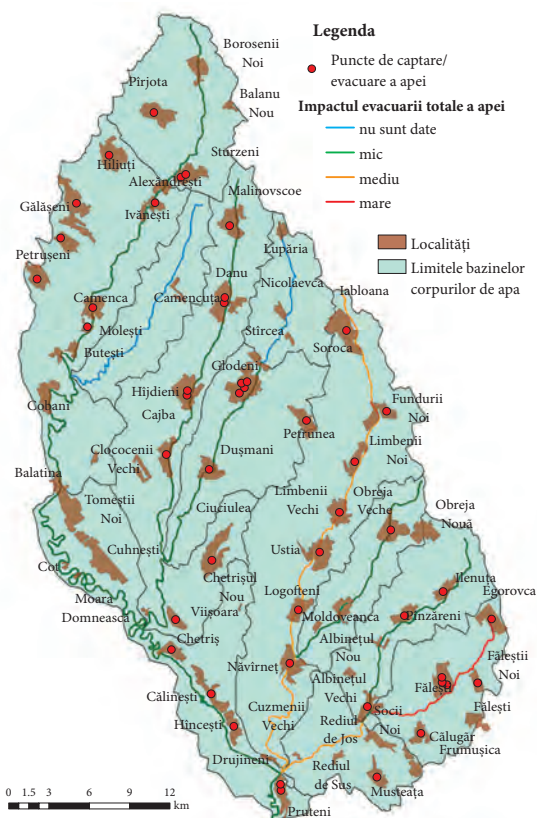 Legenda
Puncte de captare/
evacuare a apei
Impactul evacuarii totale a apei
nu sunt date
mic
mediu
mare
Localități
Limitele bazinelor
corpurilor de apa
Borosenii
Noi
Pîrjota
Balanu
Nou
Hiliuți
Sturzeni
Alexăndrești
Malinovscoe
Gălășeni
Ivănești
Petrușeni
Lupăria
Danu
Nicolaevca
Camenca
Camencuța
Iabloana
Molești
Stîrcea
Soroca
Butești
Glodeni
Hîjdieni
Fundurii
Noi
Cobani
Cajba
Petrunea
Limbenii
Noi
Clococenii
Vechi
Dușmani
Balatina
Limbenii
Vechi
Obreja
Veche
Obreja
Nouă
Tomeștii
Noi
Ciuciulea
Cuhnești
Ustia
Cot
Chetrișul
Nou
Ilenuța
Logofteni
Egorovca
Moara
Domnească
Viișoara
Moldoveanca
Pînzăreni
Chetriș
Albinețul
Nou
Făleștii
Noi
Năvîrneț
Albinețul
Vechi
Fălești
Călinești
Cuzmenii
Vechi
Socii
Noi
Fălești
Hîncești
Rediul
de Jos
Călugăr
Frumușica
Drujineni
Rediul
de Sus
Musteața
Pruteni
0 1.5 3 6 9 12
km